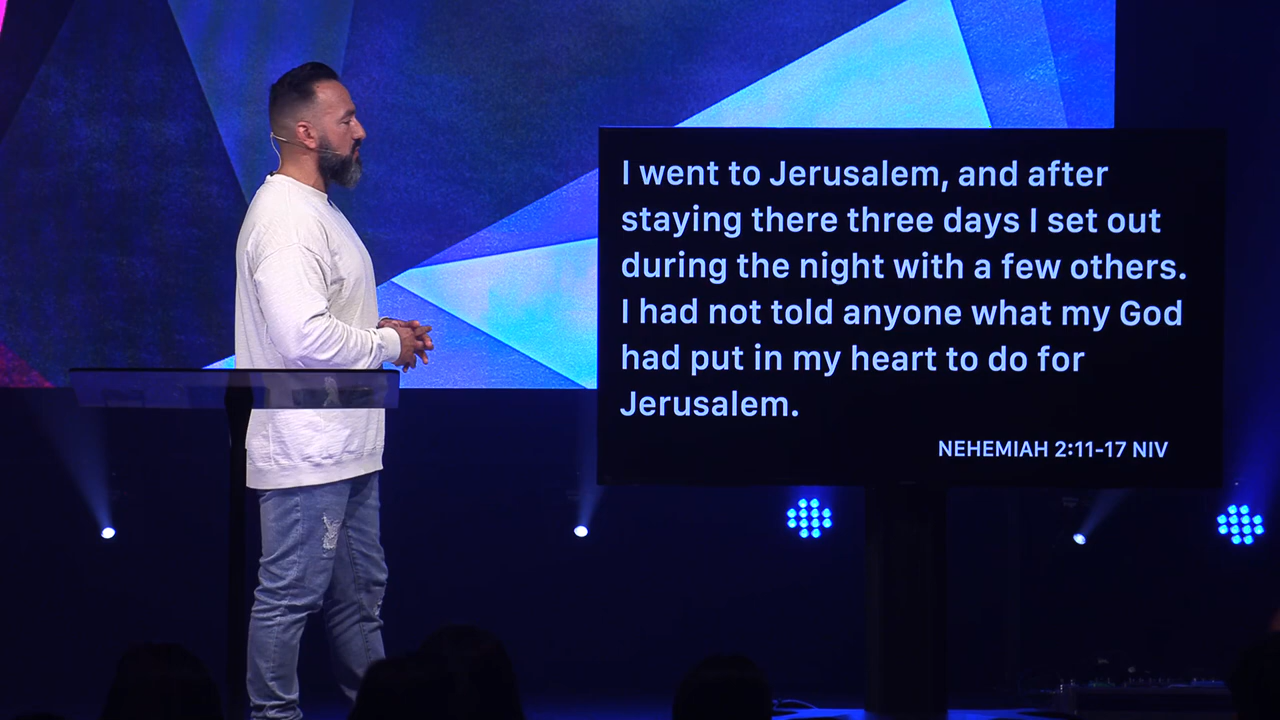 I went to Jerusalem, and after
staying there three days I set out
during the night with a few others.
I had not told anyone what my God
had put in my heart to do for
Jerusalem.
NEHEMIAH 2:11-17 NIV